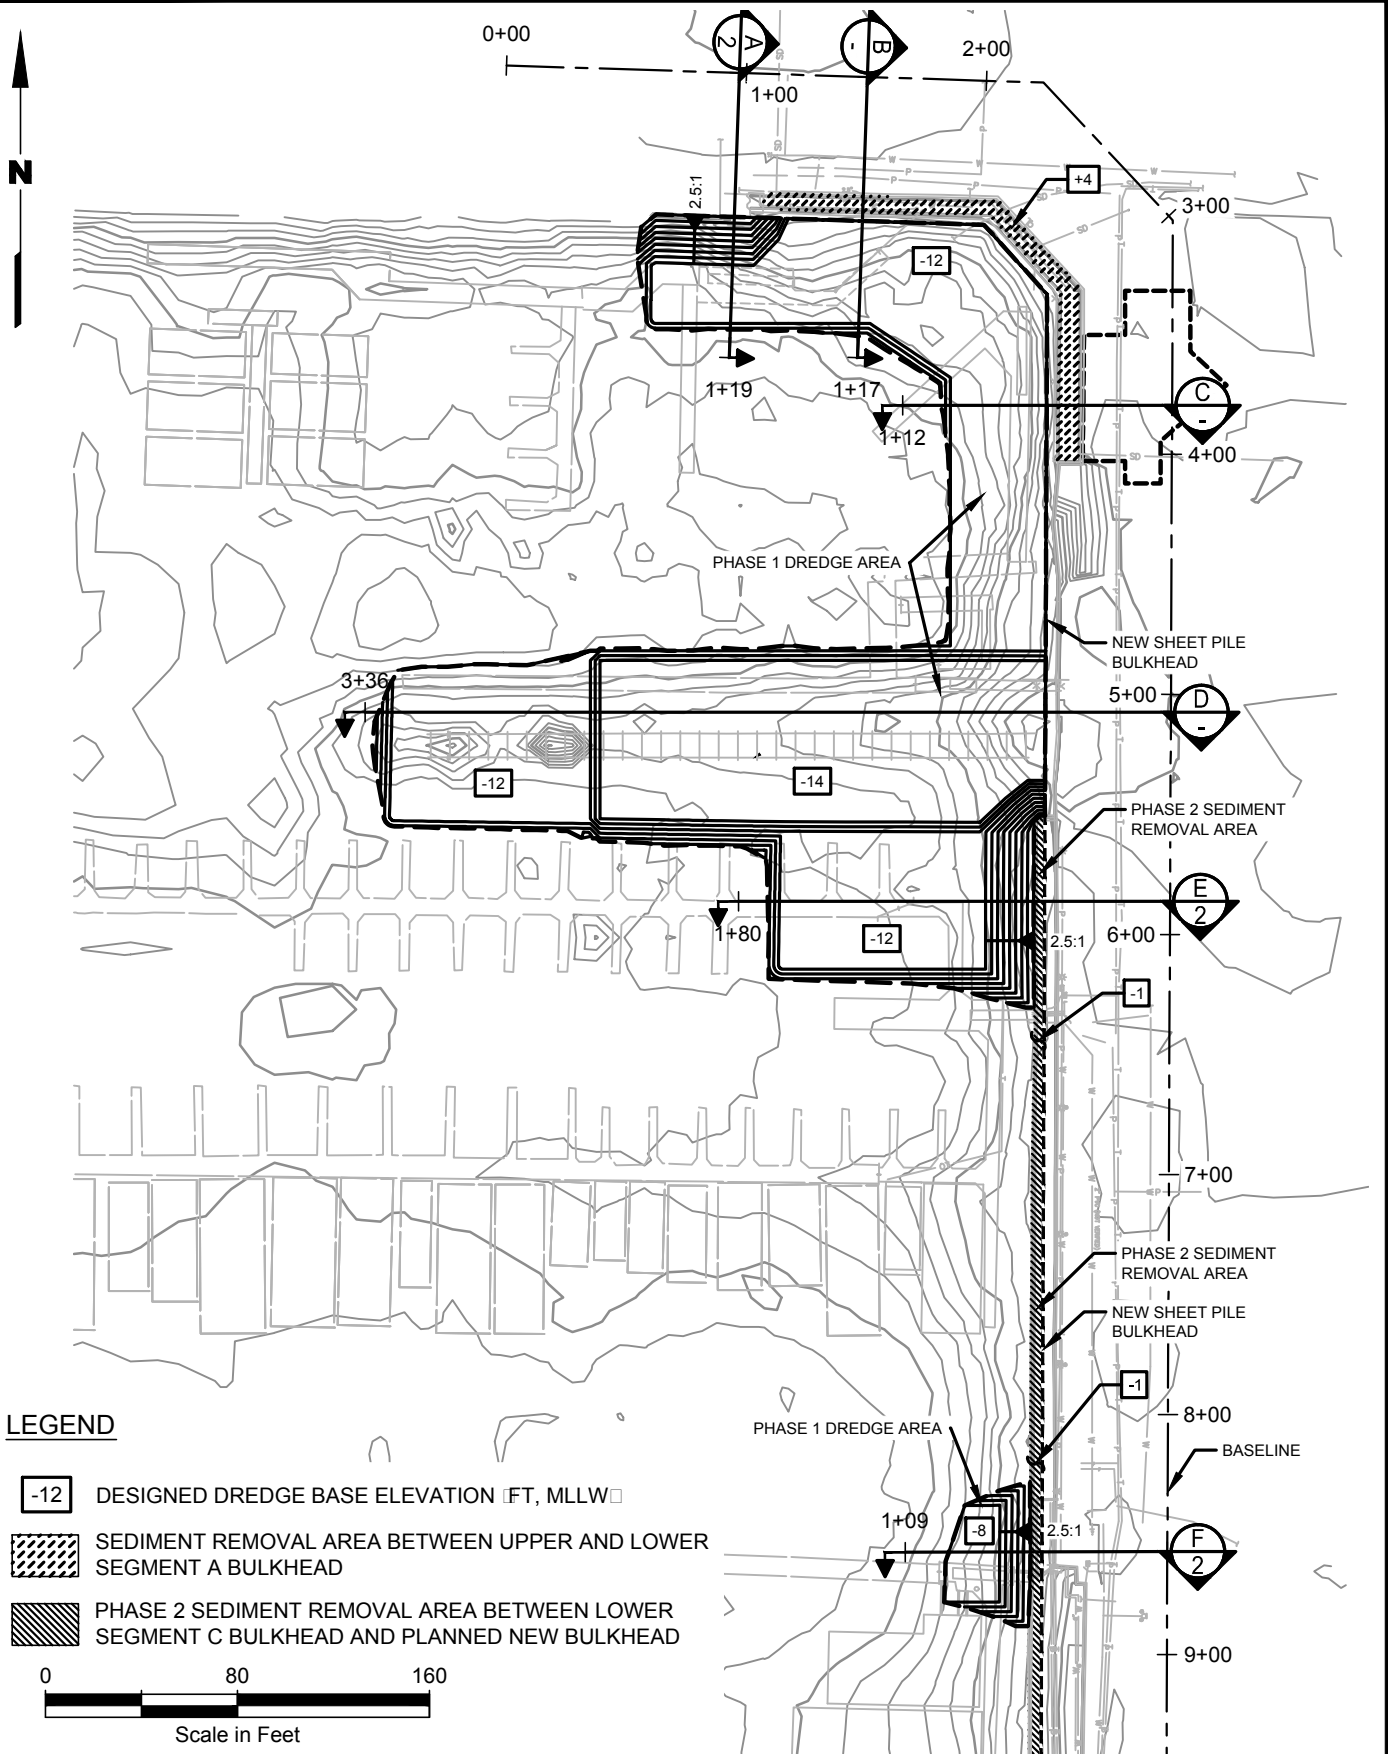 0+00
A
2
B
-
2+00
1+00
N
+4
3+00
2.5:1
-12
1+19
1+17
C
-
1+12
4+00
PHASE 1 DREDGE AREA
NEW SHEET PILE
BULKHEAD
3+36
5+00
D
-
-12
-14
PHASE 2 SEDIMENT
REMOVAL AREA
E
2
1+80
-12
2.5:1
6+00
-1
7+00
PHASE 2 SEDIMENT
REMOVAL AREA
NEW SHEET PILE
BULKHEAD
-1
8+00
PHASE 1 DREDGE AREA
BASELINE
1+09
-8
2.5:1
F
2
9+00
LEGEND
-12 DESIGNED DREDGE BASE ELEVATION □FT, MLLW□
SEDIMENT REMOVAL AREA BETWEEN UPPER AND LOWER
SEGMENT A BULKHEAD
PHASE 2 SEDIMENT REMOVAL AREA BETWEEN LOWER
SEGMENT C BULKHEAD AND PLANNED NEW BULKHEAD
0 80 160
Scale in Feet